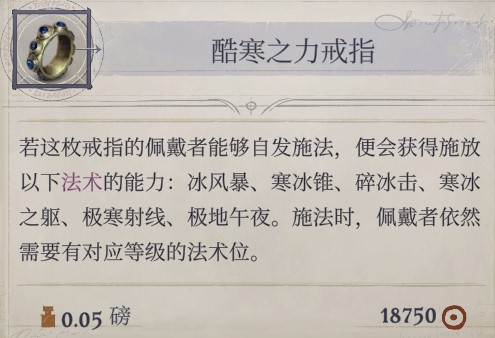 酷寒之力戒指
若这枚戒指的佩戴者能够自发施法，便会获得施放
以下法术的能力：冰风暴、寒冰锥、碎冰击、寒冰
之躯、极寒射线、极地午夜。施法时，佩戴者依然
需要有对应等级的法术位。
0.05 磅
18750